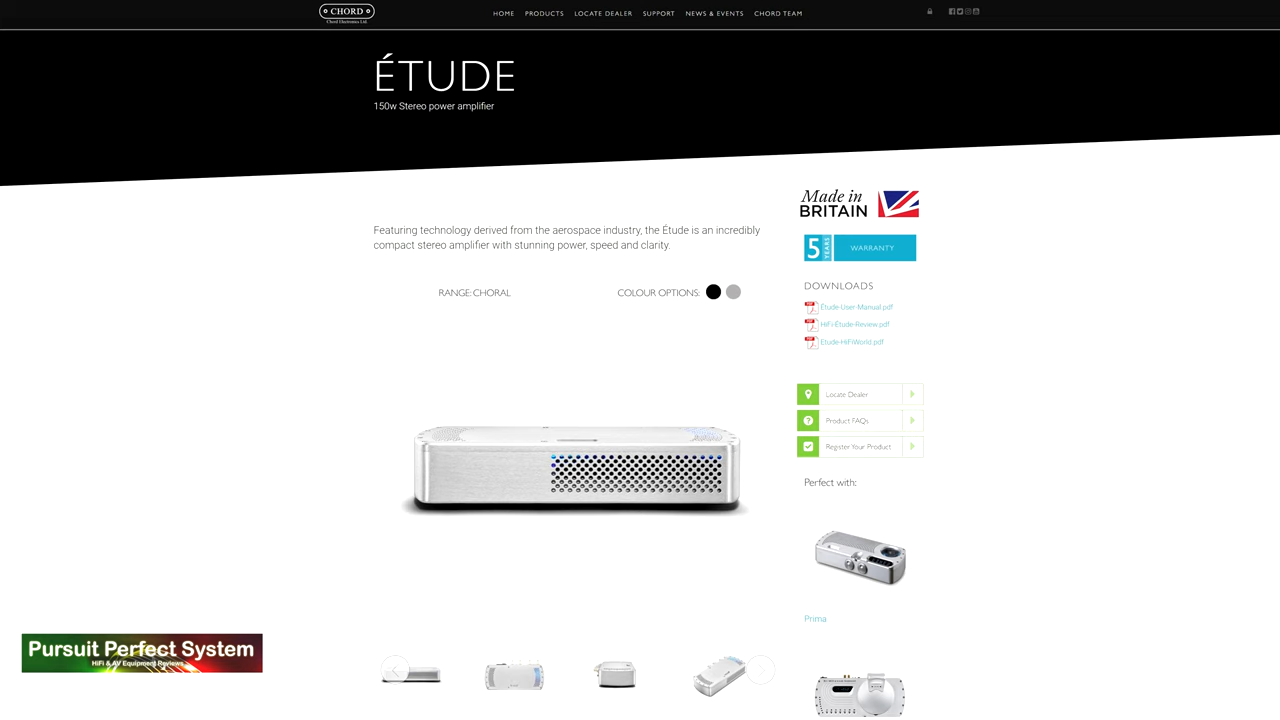 CHORD
Chord Electronics Ltd.
HOME PRODUCTS LOCATE DEALER SUPPORT NEWS & EVENTS CHORD TEAM
ÉTUDE
150w Stereo power amplifier
Made in
BRITAIN
Featuring technology derived from the aerospace industry, the Étude is an incredibly
compact stereo amplifier with stunning power, speed and clarity.
5 YEARS WARRANTY
RANGE: CHORAL COLOUR OPTIONS:
DOWNLOADS
Étude-User-Manual.pdf
HiFi-Étude-Review.pdf
Etude-HiFiWorld.pdf
Locate Dealer
Product FAQs
Register Your Product
Perfect with:
Prima
Pursuit Perfect System
HiFi & AV Equipment Reviews